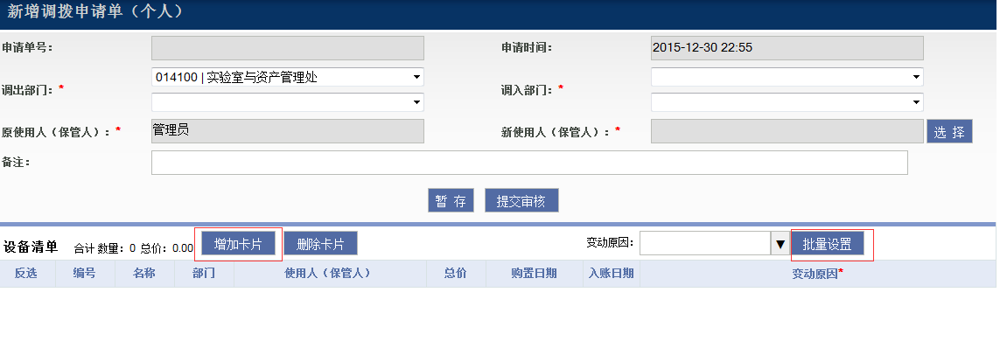 新增调拨申请单（个人）
申请单号：
申请时间： 2015-12-30 22:55
调出部门：* 014100 | 实验室与资产管理处
调入部门：*
原使用人（保管人）：* 管理员
新使用人（保管人）：* 选 择
备注：
暂 存 提交审核
设备清单 合计 数量：0 总价：0.00 增加卡片 删除卡片 变动原因： 批量设置
反选 编号 名称 部门 使用人（保管人） 总价 购置日期 入账日期 变动原因*